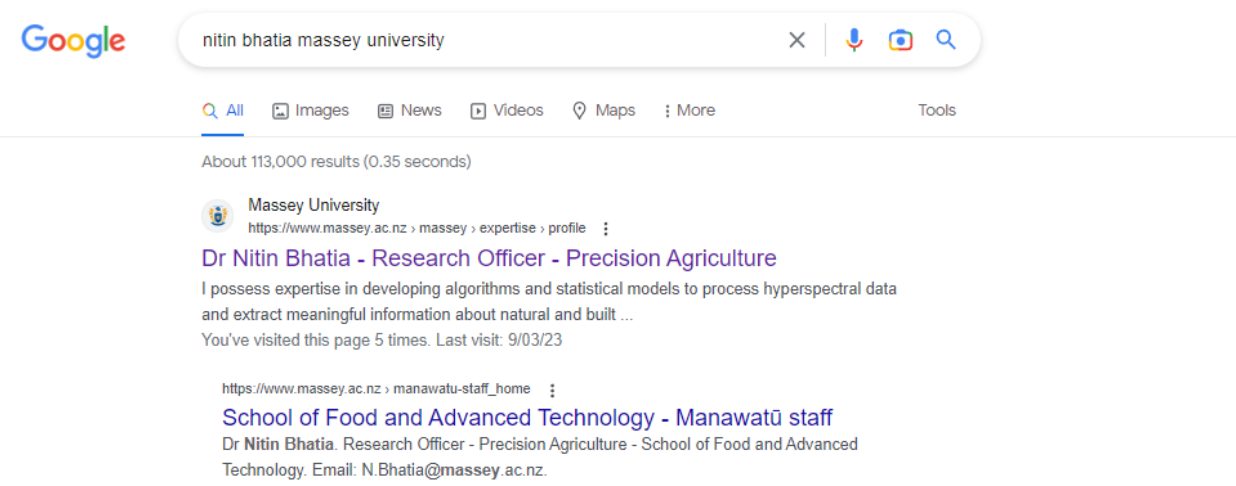 Google
nitin bhatia massey university
All Images News Videos Maps More Tools
About 113,000 results (0.35 seconds)
Massey University
https://www.massey.ac.nz › massey › expertise › profile
Dr Nitin Bhatia - Research Officer - Precision Agriculture
I possess expertise in developing algorithms and statistical models to process hyperspectral data
and extract meaningful information about natural and built ...
You've visited this page 5 times. Last visit: 9/03/23
https://www.massey.ac.nz › manawatu-staff_home
School of Food and Advanced Technology - Manawatū staff
Dr Nitin Bhatia. Research Officer - Precision Agriculture - School of Food and Advanced
Technology. Email: N.Bhatia@massey.ac.nz.